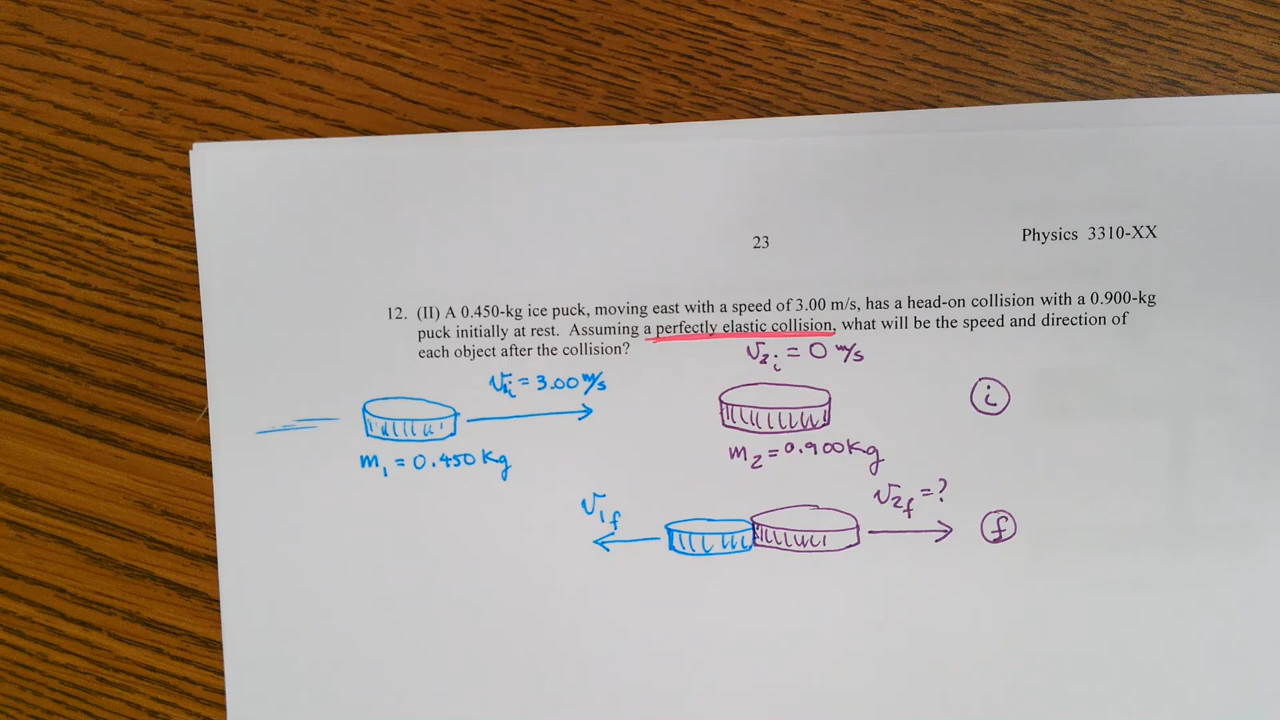 23
Physics 3310-XX
12. (II) A 0.450-kg ice puck, moving east with a speed of 3.00 m/s, has a head-on collision with a 0.900-kg
puck initially at rest. Assuming a perfectly elastic collision, what will be the speed and direction of
each object after the collision?
v₂ᵢ = 0 m/s
v₁ᵢ = 3.00 m/s
i
m₁ = 0.450 kg
m₂ = 0.900 kg
v₁f
v₂f = ?
f